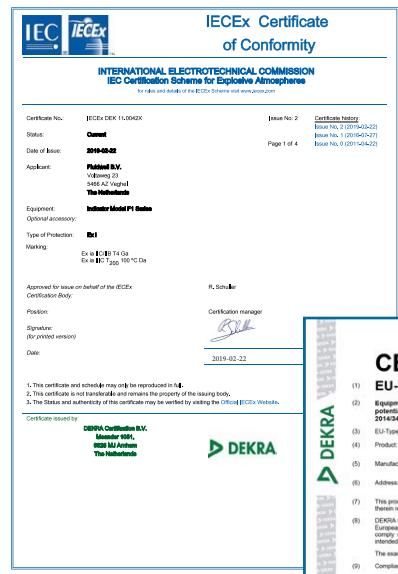 IEC
IECEx
IECEx Certificate
of Conformity
INTERNATIONAL ELECTROTECHNICAL COMMISSION
IEC Certification Scheme for Explosive Atmospheres
for rules and details of the IECEx Scheme visit www.iecex.com
Certificate No.: IECEx DEK 11.0042X Issue No: 2 Certificate history:
Issue No. 2 (2019-02-22)
Status: Current Issue No. 1 (2016-07-27)
Page 1 of 4 Issue No. 0 (2011-04-22)
Date of Issue: 2019-02-22
Applicant: Fluidwell B.V.
Voltaweg 23
5466 AZ Veghel
The Netherlands
Equipment: Indicator Model F1 Series
Optional accessory:
Type of Protection: Ex i
Marking:
Ex ia IIC/IIB T4 Ga
Ex ia IIIC T200 100 °C Da
Approved for issue on behalf of the IECEx R. Schuller
Certification Body:
Position: Certification manager
Signature:
(for printed version)
Date: 2019-02-22
1. This certificate and schedule may only be reproduced in full.
2. This certificate is not transferable and remains the property of the issuing body.
3. The Status and authenticity of this certificate may be verified by visiting the Official IECEx Website.
Certificate issued by:
DEKRA Certification B.V.
Meander 1051,
6825 MJ Arnhem
The Netherlands
DEKRA
DEKRA
CE
(1) EU-
(2) Equipm
potentia
2014/34
(3) EU-Type
(4) Product:
(5) Manufac
(6) Address:
(7) This prod
therein re
(8) DEKRA
Europea
comply
intended
The exa
(9) Complian